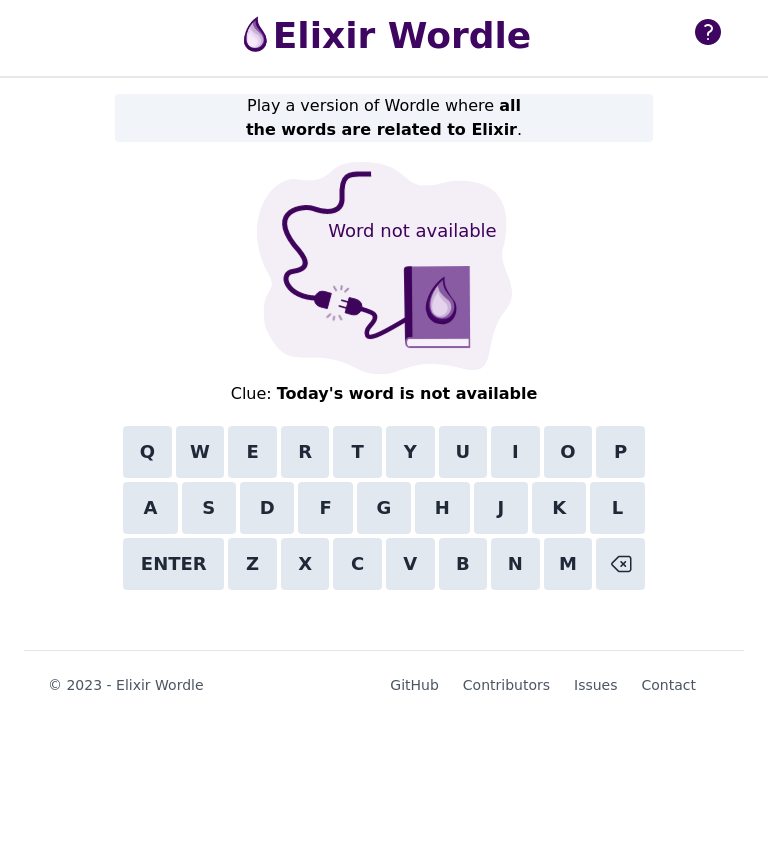 Elixir Wordle
?
Play a version of Wordle where all
the words are related to Elixir.
Word not available
Clue: Today's word is not available
Q W E R T Y U I O P
A S D F G H J K L
ENTER Z X C V B N M
© 2023 - Elixir Wordle GitHub Contributors Issues Contact